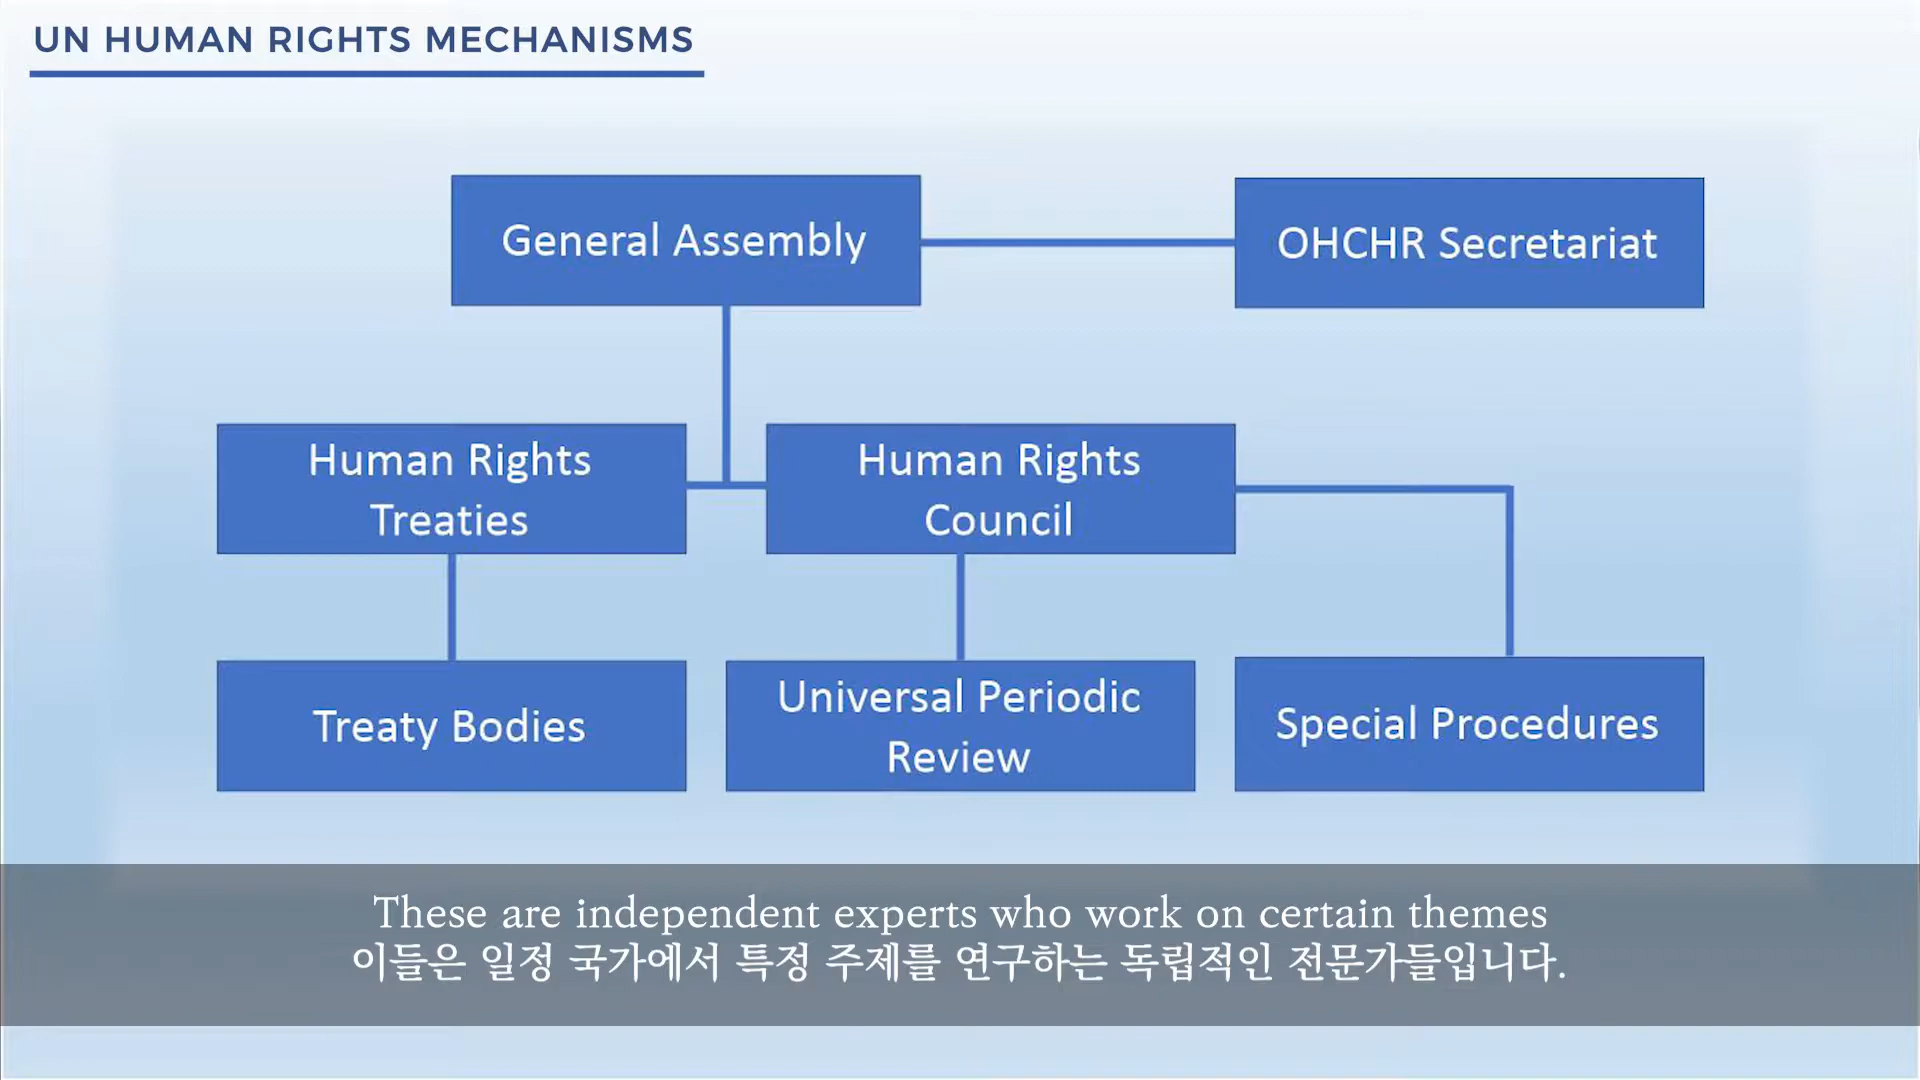 UN HUMAN RIGHTS MECHANISMS
General Assembly
OHCHR Secretariat
Human Rights
Treaties
Human Rights
Council
Treaty Bodies
Universal Periodic
Review
Special Procedures
These are independent experts who work on certain themes
이들은 일정 국가에서 특정 주제를 연구하는 독립적인 전문가들입니다.